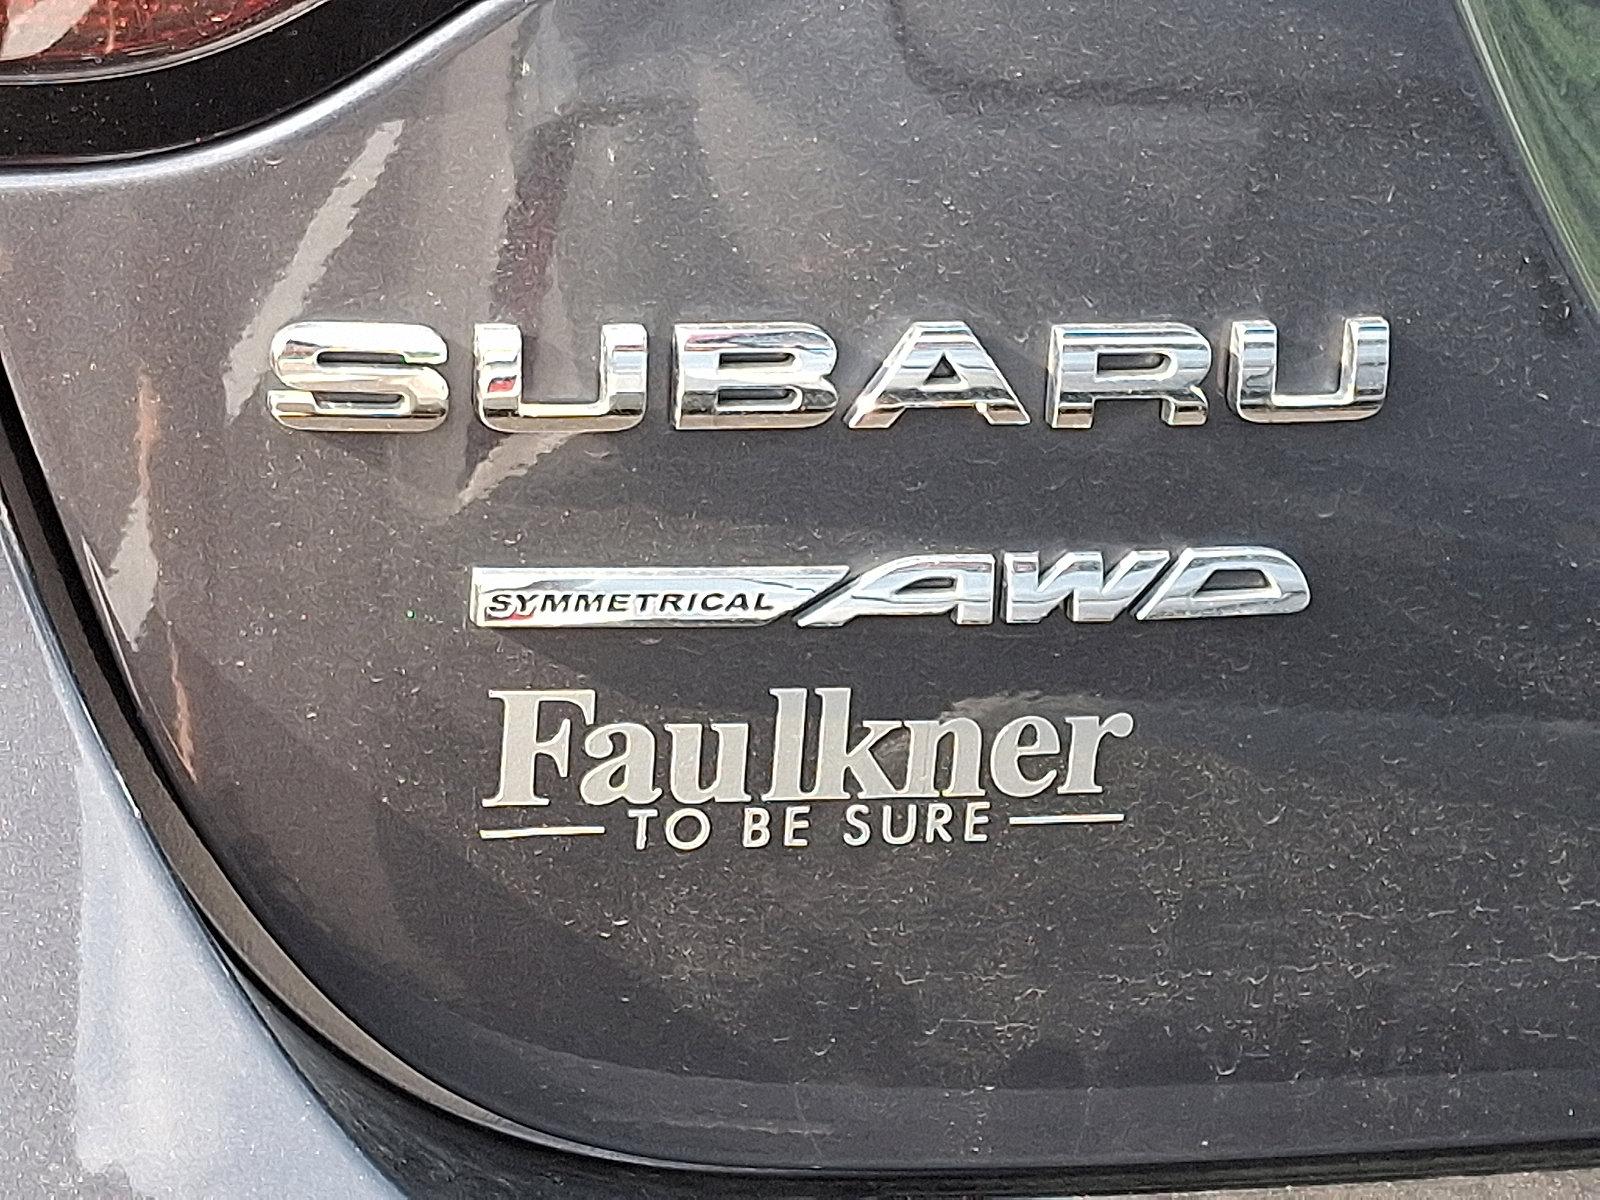 SUBARU
SYMMETRICAL AWD
Faulkner
TO BE SURE